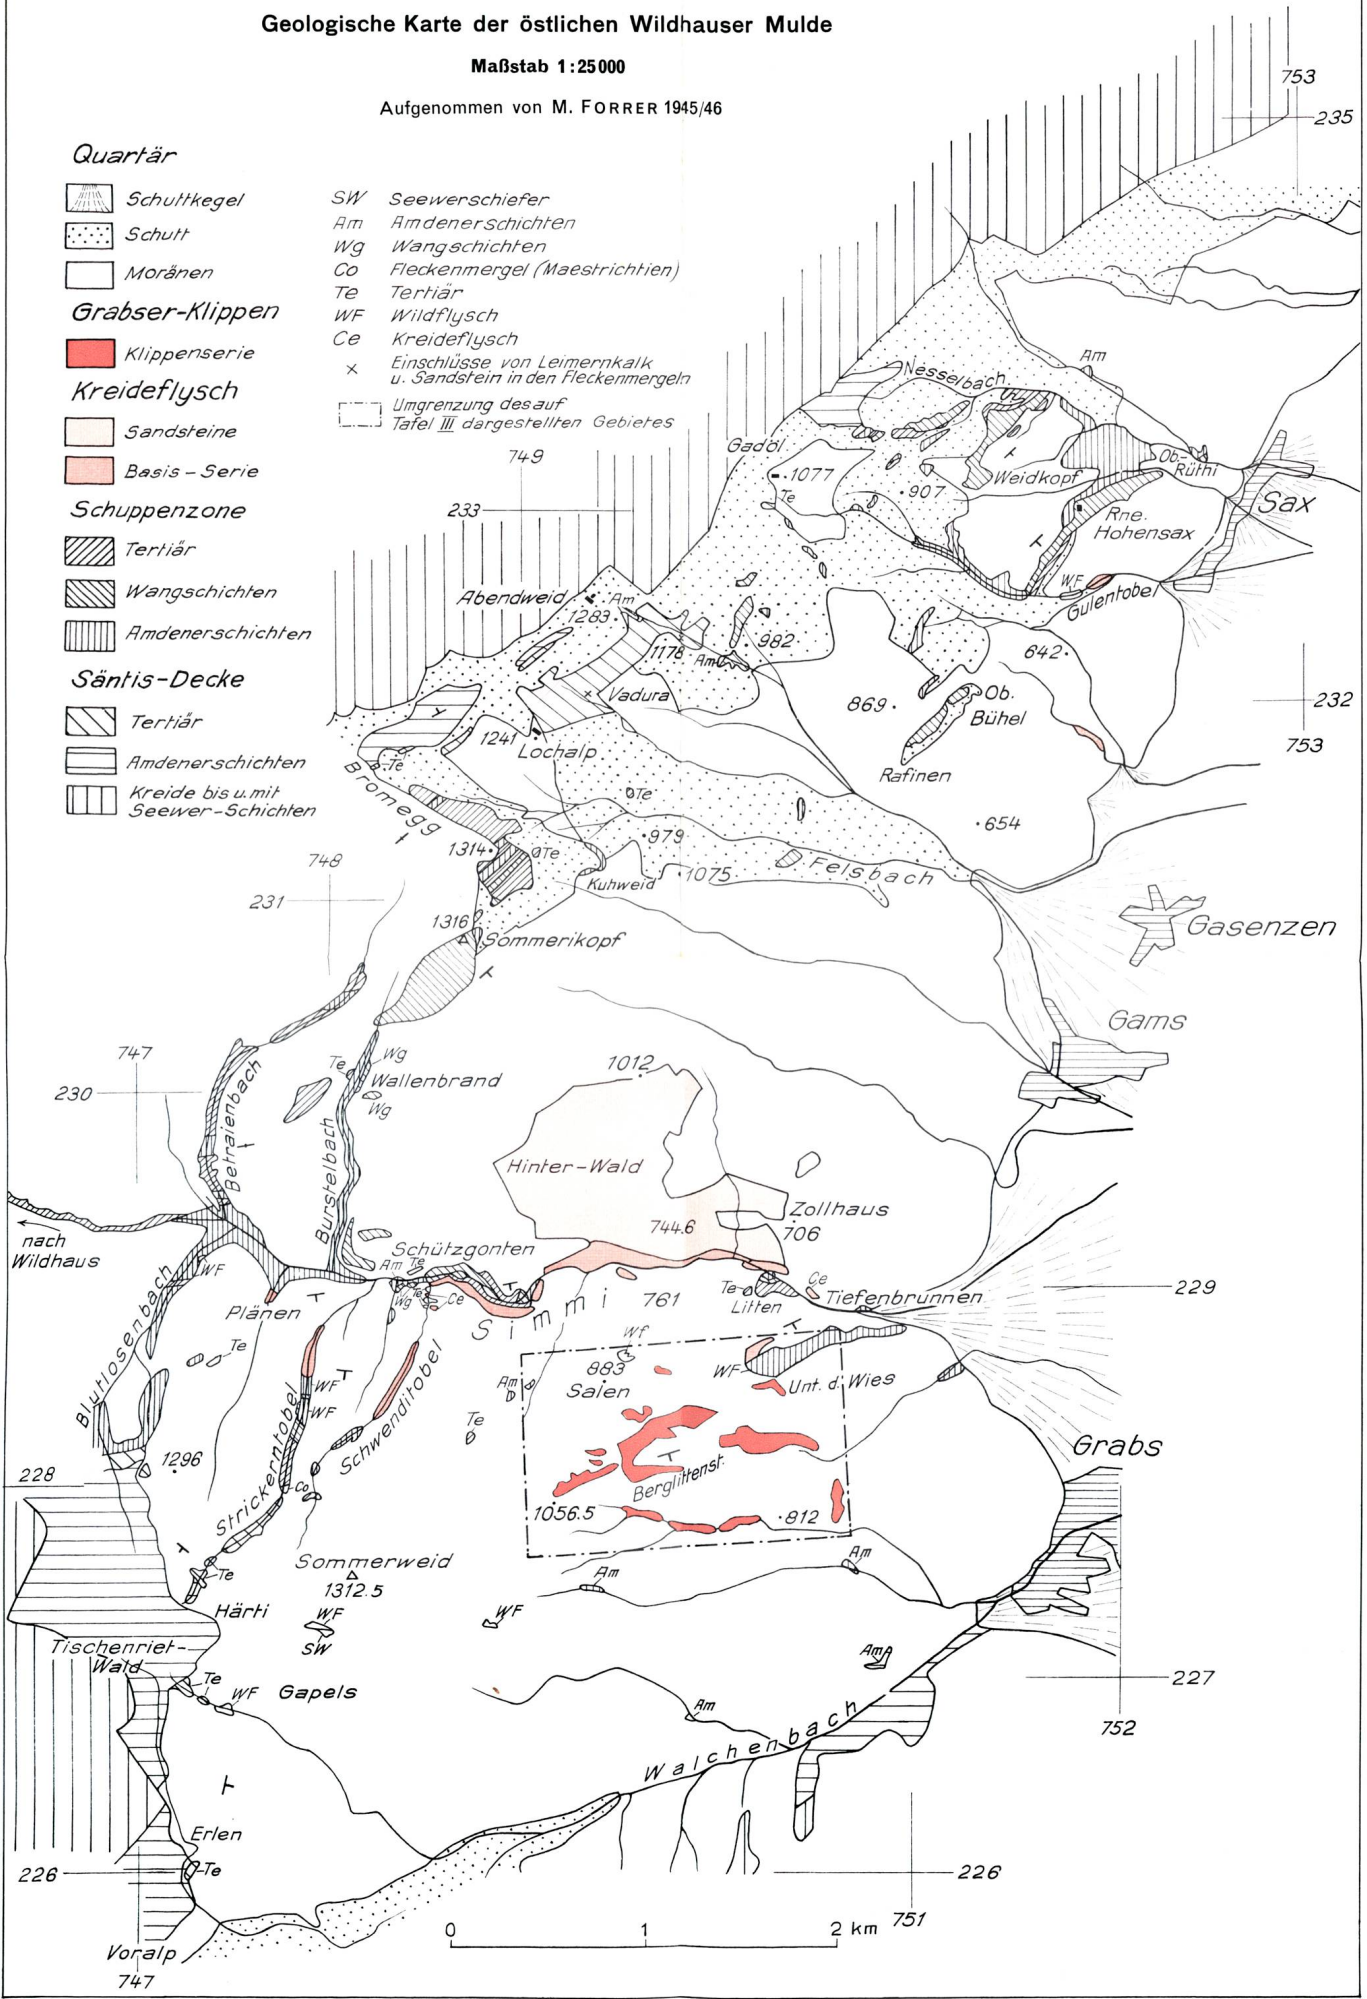 Geologische Karte der östlichen Wildhauser Mulde
Maßstab 1:25000
Aufgenommen von M. FORRER 1945/46
Quartär
Schuttkegel
Schutt
Moränen
Grabser-Klippen
Klippenserie
Kreideflysch
Sandsteine
Basis-Serie
Schuppenzone
Tertiär
Wangschichten
Amdenerschichten
Säntis-Decke
Tertiär
Amdenerschichten
Kreide bis u. mit
Seewer-Schichten
SW Seewerschiefer
Am Amdenerschichten
Wg Wangschichten
Co Fleckenmergel (Maestrichtien)
Te Tertiär
WF Wildflysch
Ce Kreideflysch
x Einschlüsse von Leimernkalk
u. Sandstein in den Fleckenmergeln
Umgrenzung des auf
Tafel III dargestellten Gebietes
753
235
Am
Nesselbach
Gadöl
1077
Te
907
Weidkopf
Ob.-
Rüthi
Sax
Rne.
Hohensax
WF
Gulentobel
749
233
Abendweid
Am
1283
1178
Am
982
642
Vadura
869
Ob.
Bühel
232
753
1241
Lochalp
Rafinen
Te
Bromegg
Te
654
979
1314
Te
748
Kuhweid
1075
Felsbach
231
1316
Sommerikopf
Gasenzen
Gams
747
230
Te
Wg
Wallenbrand
Wg
1012
Betraienbach
Burstelbach
Hinter-Wald
Zollhaus
706
744.6
nach
Wildhaus
Schützgonten
WF
Am
Te
Te
Wg
Ce
Te
Litten
Ce
Tiefenbrunnen
229
Plänen
Simmi
761
Blutlosenbach
Te
Wf
883
Salen
WF
Unt. d. Wies
WF
WF
Am
Te
Schwenditobel
Strickerntobel
Grabs
1296
228
Co
Berglittenst.
1056.5
812
Sommerweid
1312.5
Te
Am
Am
Härti
WF
SW
WF
Tischenriet-
Wald
Am
Te
WF
Gapels
227
752
Am
Walchenbach
Erlen
226
Te
226
0 1 2 km
751
Voralp
747